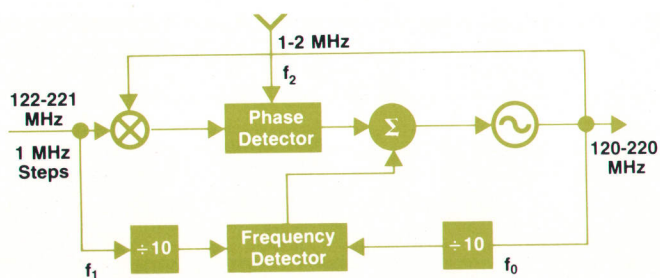 1-2 MHz
f2
122-221
MHz
1 MHz
Steps
Phase
Detector
Σ
120-220
MHz
÷10
Frequency
Detector
÷10
f1
f0